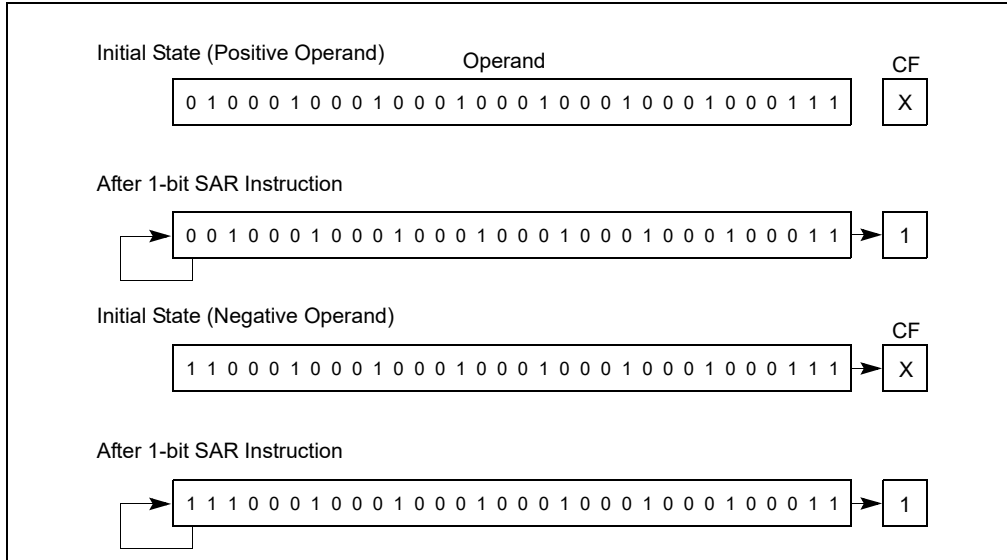 Initial State (Positive Operand)
Operand
CF
0 1 0 0 0 1 0 0 0 1 0 0 0 1 0 0 0 1 0 0 0 1 0 0 0 1 0 0 0 1 1 1
X
After 1-bit SAR Instruction
0 0 1 0 0 0 1 0 0 0 1 0 0 0 1 0 0 0 1 0 0 0 1 0 0 0 1 0 0 0 1 1
1
Initial State (Negative Operand)
CF
1 1 0 0 0 1 0 0 0 1 0 0 0 1 0 0 0 1 0 0 0 1 0 0 0 1 0 0 0 1 1 1
X
After 1-bit SAR Instruction
1 1 1 0 0 0 1 0 0 0 1 0 0 0 1 0 0 0 1 0 0 0 1 0 0 0 1 0 0 0 1 1
1